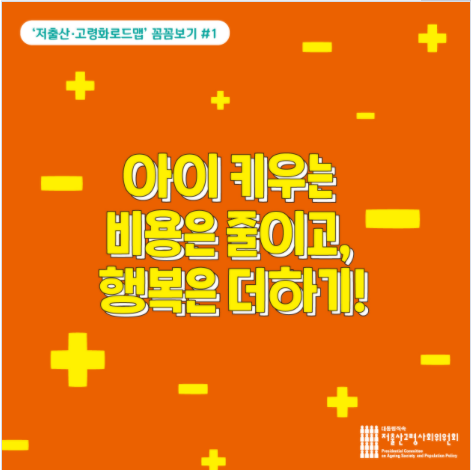 '저출산·고령화로드맵' 꼼꼼보기 #1
아이 키우는
비용은 줄이고,
행복은 더하기!
대통령직속
저출산고령사회위원회
Presidential Committee
on Ageing Society and Population Policy